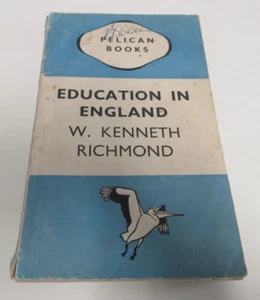 PELICAN
BOOKS
EDUCATION IN
ENGLAND
W. KENNETH
RICHMOND